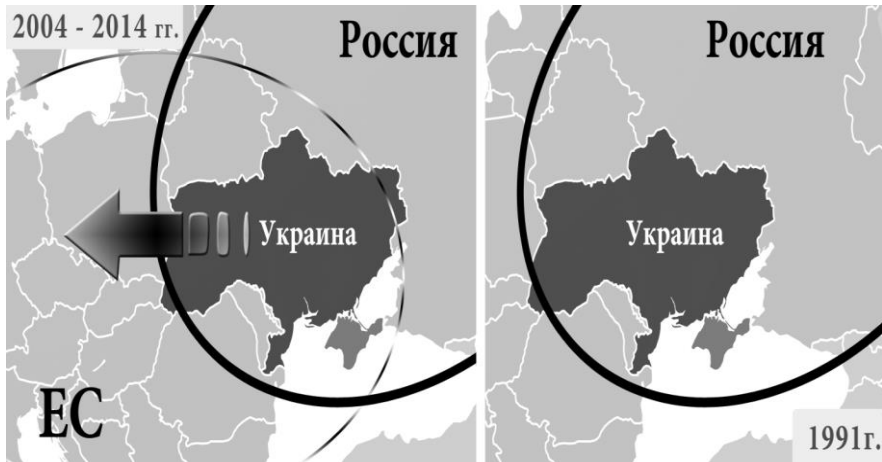 2004 - 2014 гг.
Россия
Украина
ЕС
Россия
Украина
1991г.